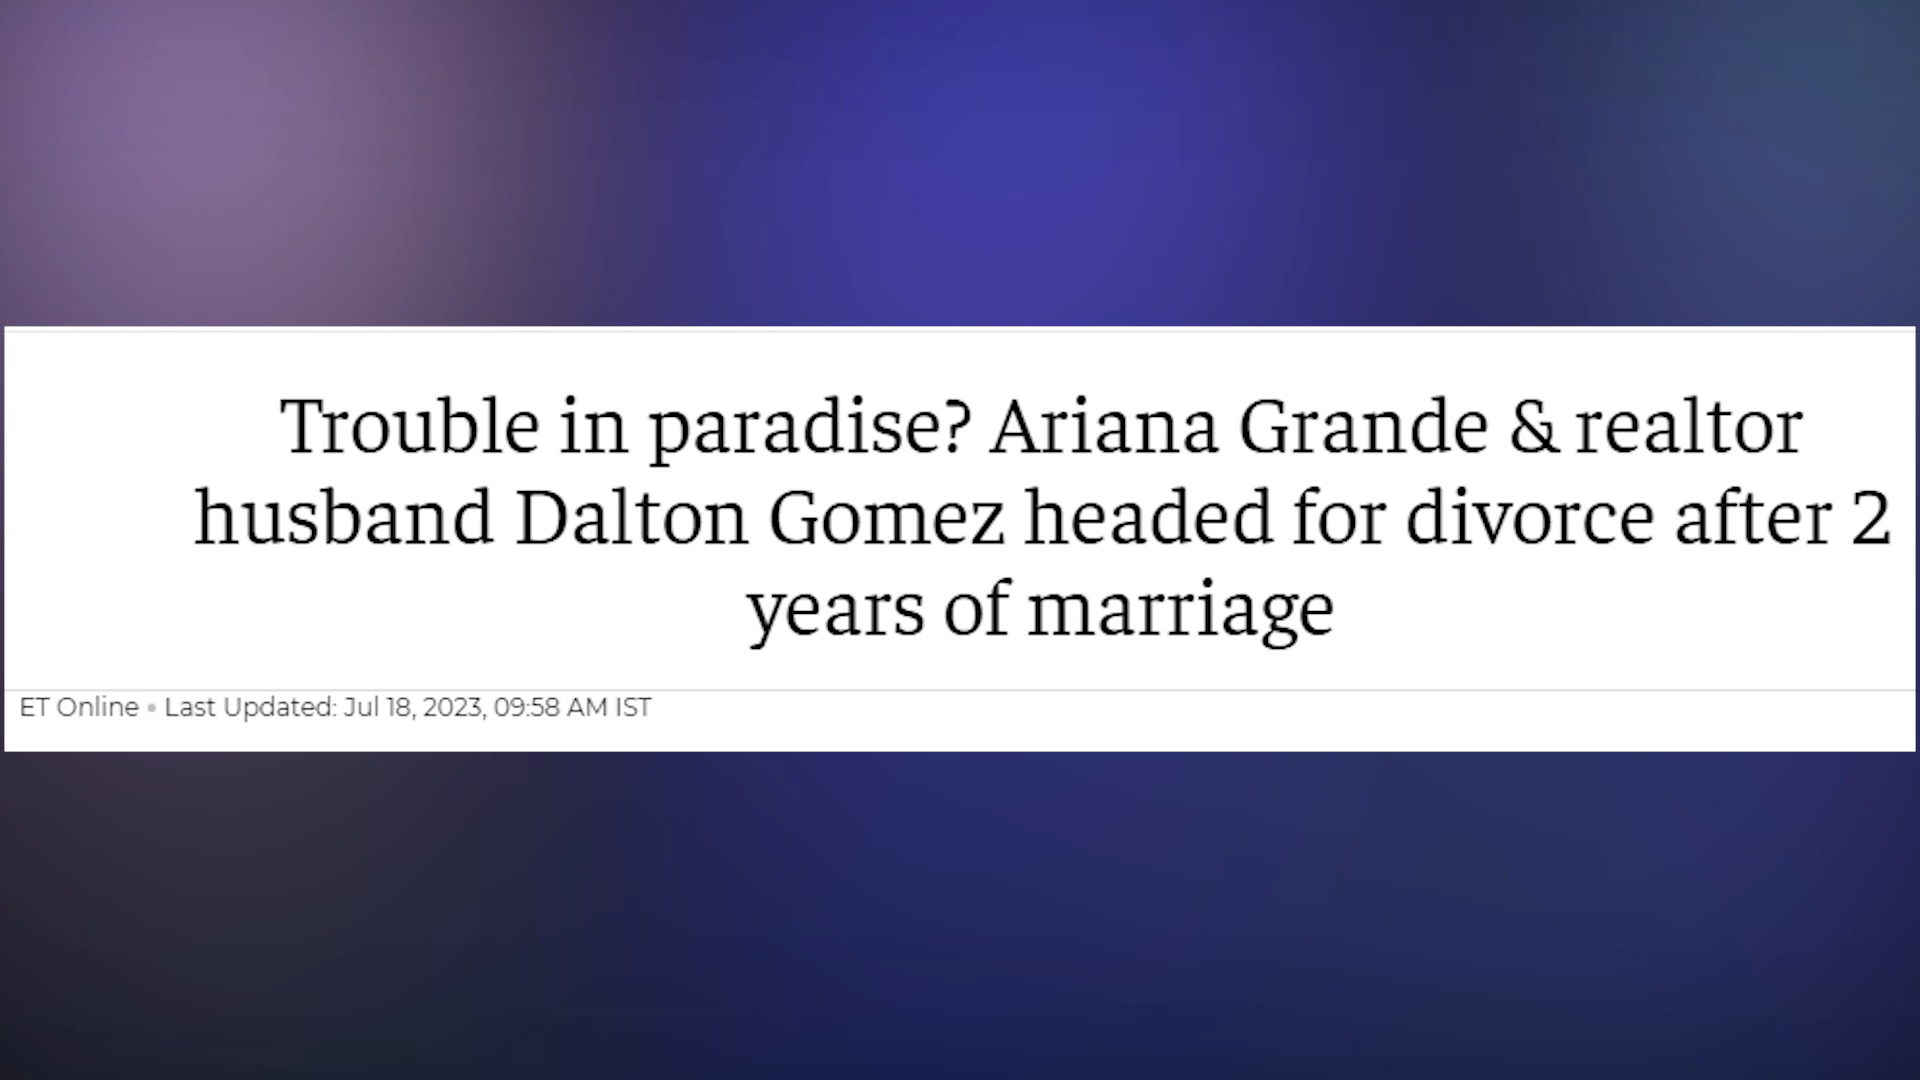 Trouble in paradise? Ariana Grande & realtor
husband Dalton Gomez headed for divorce after 2
years of marriage
ET Online • Last Updated: Jul 18, 2023, 09:58 AM IST